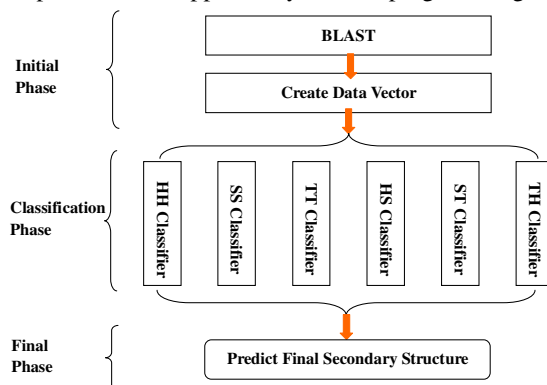 BLAST
Initial
Phase
Create Data Vector
Classification
Phase
HH Classifier
SS Classifier
TT Classifier
HS Classifier
ST Classifier
TH Classifier
Final
Phase
Predict Final Secondary Structure